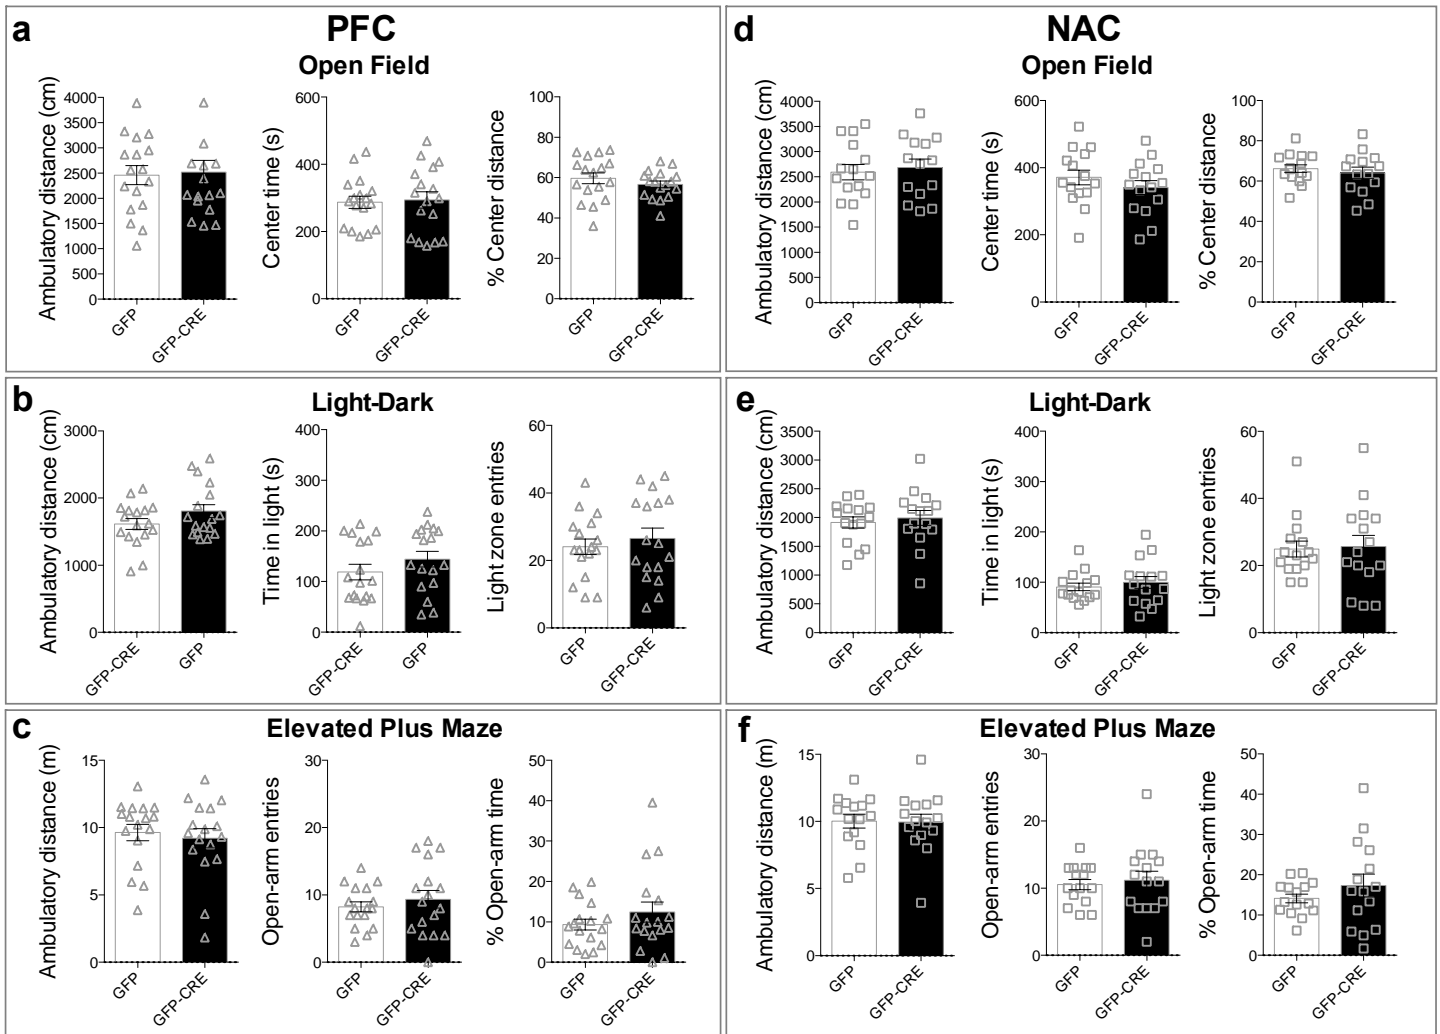 a
PFC
Open Field
Ambulatory distance (cm)
4000
3500
3000
2500
2000
1500
1000
500
0
GFP
GFP-CRE
Center time (s)
600
400
200
0
GFP
GFP-CRE
% Center distance
100
80
60
40
20
0
GFP
GFP-CRE
b
Light-Dark
Ambulatory distance (cm)
3000
2000
1000
0
GFP-CRE
GFP
Time in light (s)
400
300
200
100
0
GFP-CRE
GFP
Light zone entries
60
40
20
0
GFP
GFP-CRE
c
Elevated Plus Maze
Ambulatory distance (m)
15
10
5
0
GFP
GFP-CRE
Open-arm entries
30
20
10
0
GFP
GFP-CRE
% Open-arm time
50
40
30
20
10
0
GFP
GFP-CRE
d
NAC
Open Field
Ambulatory distance (cm)
4000
3500
3000
2500
2000
1500
1000
500
0
GFP
GFP-CRE
Center time (s)
600
400
200
0
GFP
GFP-CRE
% Center distance
100
80
60
40
20
0
GFP
GFP-CRE
e
Light-Dark
Ambulatory distance (cm)
3500
3000
2500
2000
1500
1000
500
0
GFP
GFP-CRE
Time in light (s)
400
300
200
100
0
GFP
GFP-CRE
Light zone entries
60
40
20
0
GFP
GFP-CRE
f
Elevated Plus Maze
Ambulatory distance (m)
15
10
5
0
GFP
GFP-CRE
Open-arm entries
30
20
10
0
GFP
GFP-CRE
% Open-arm time
50
40
30
20
10
0
GFP
GFP-CRE